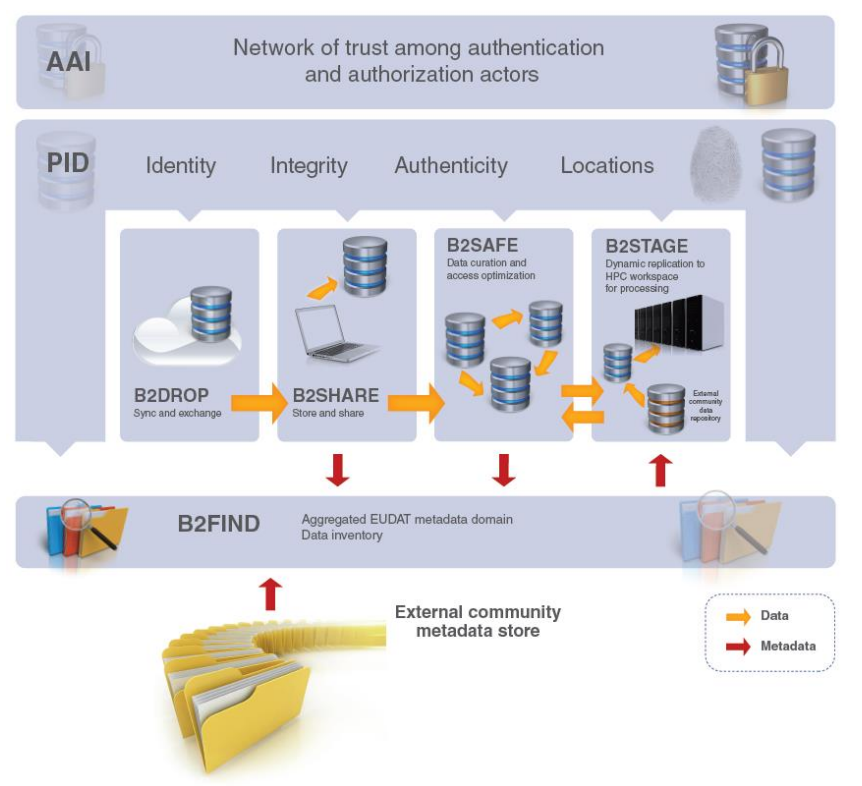 AAI
Network of trust among authentication
and authorization actors
PID
Identity
Integrity
Authenticity
Locations
B2DROP
Sync and exchange
B2SHARE
Store and share
B2SAFE
Data curation and
access optimization
B2STAGE
Dynamic replication to
HPC workspace
for processing
External
community
data
repository
B2FIND
Aggregated EUDAT metadata domain
Data inventory
External community
metadata store
Data
Metadata